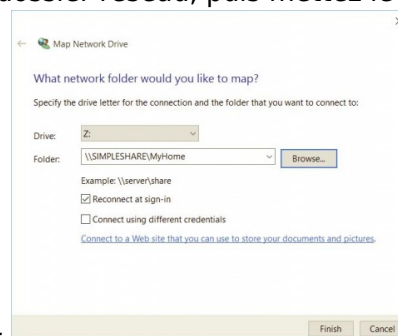 Map Network Drive
What network folder would you like to map?
Specify the drive letter for the connection and the folder that you want to connect to:
Drive: Z:
Folder: \\SIMPLESHARE\MyHome Browse...
Example: \\server\share
Reconnect at sign-in
Connect using different credentials
Connect to a Web site that you can use to store your documents and pictures.
Finish Cancel